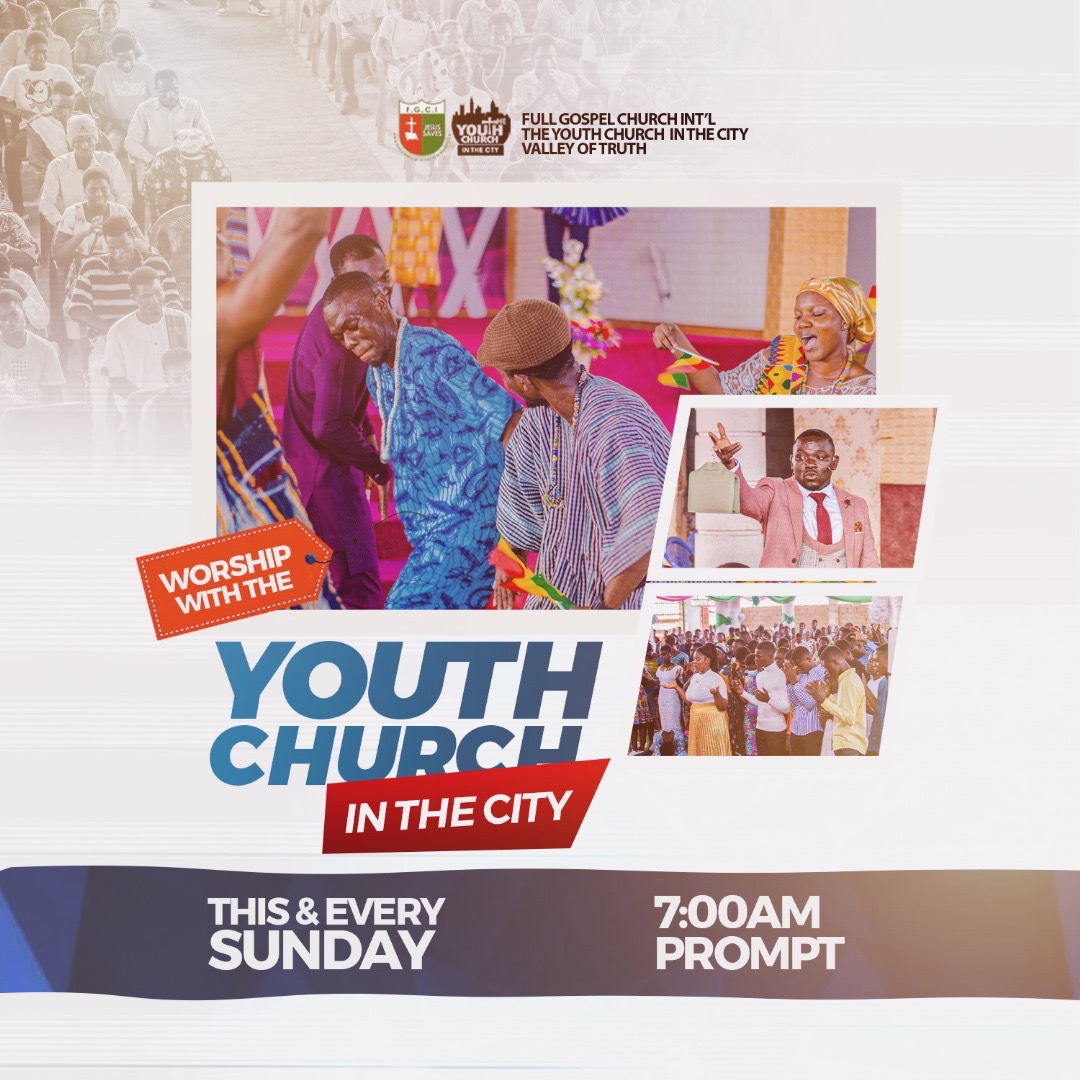 F.G.C.I
JESUS
SAVES
THE
YOUTH
CHURCH
IN THE CITY
FULL GOSPEL CHURCH INT'L
THE YOUTH CHURCH IN THE CITY
VALLEY OF TRUTH
WORSHIP
WITH THE
YOUTH
CHURCH
IN THE CITY
THIS & EVERY
SUNDAY
7:00AM
PROMPT